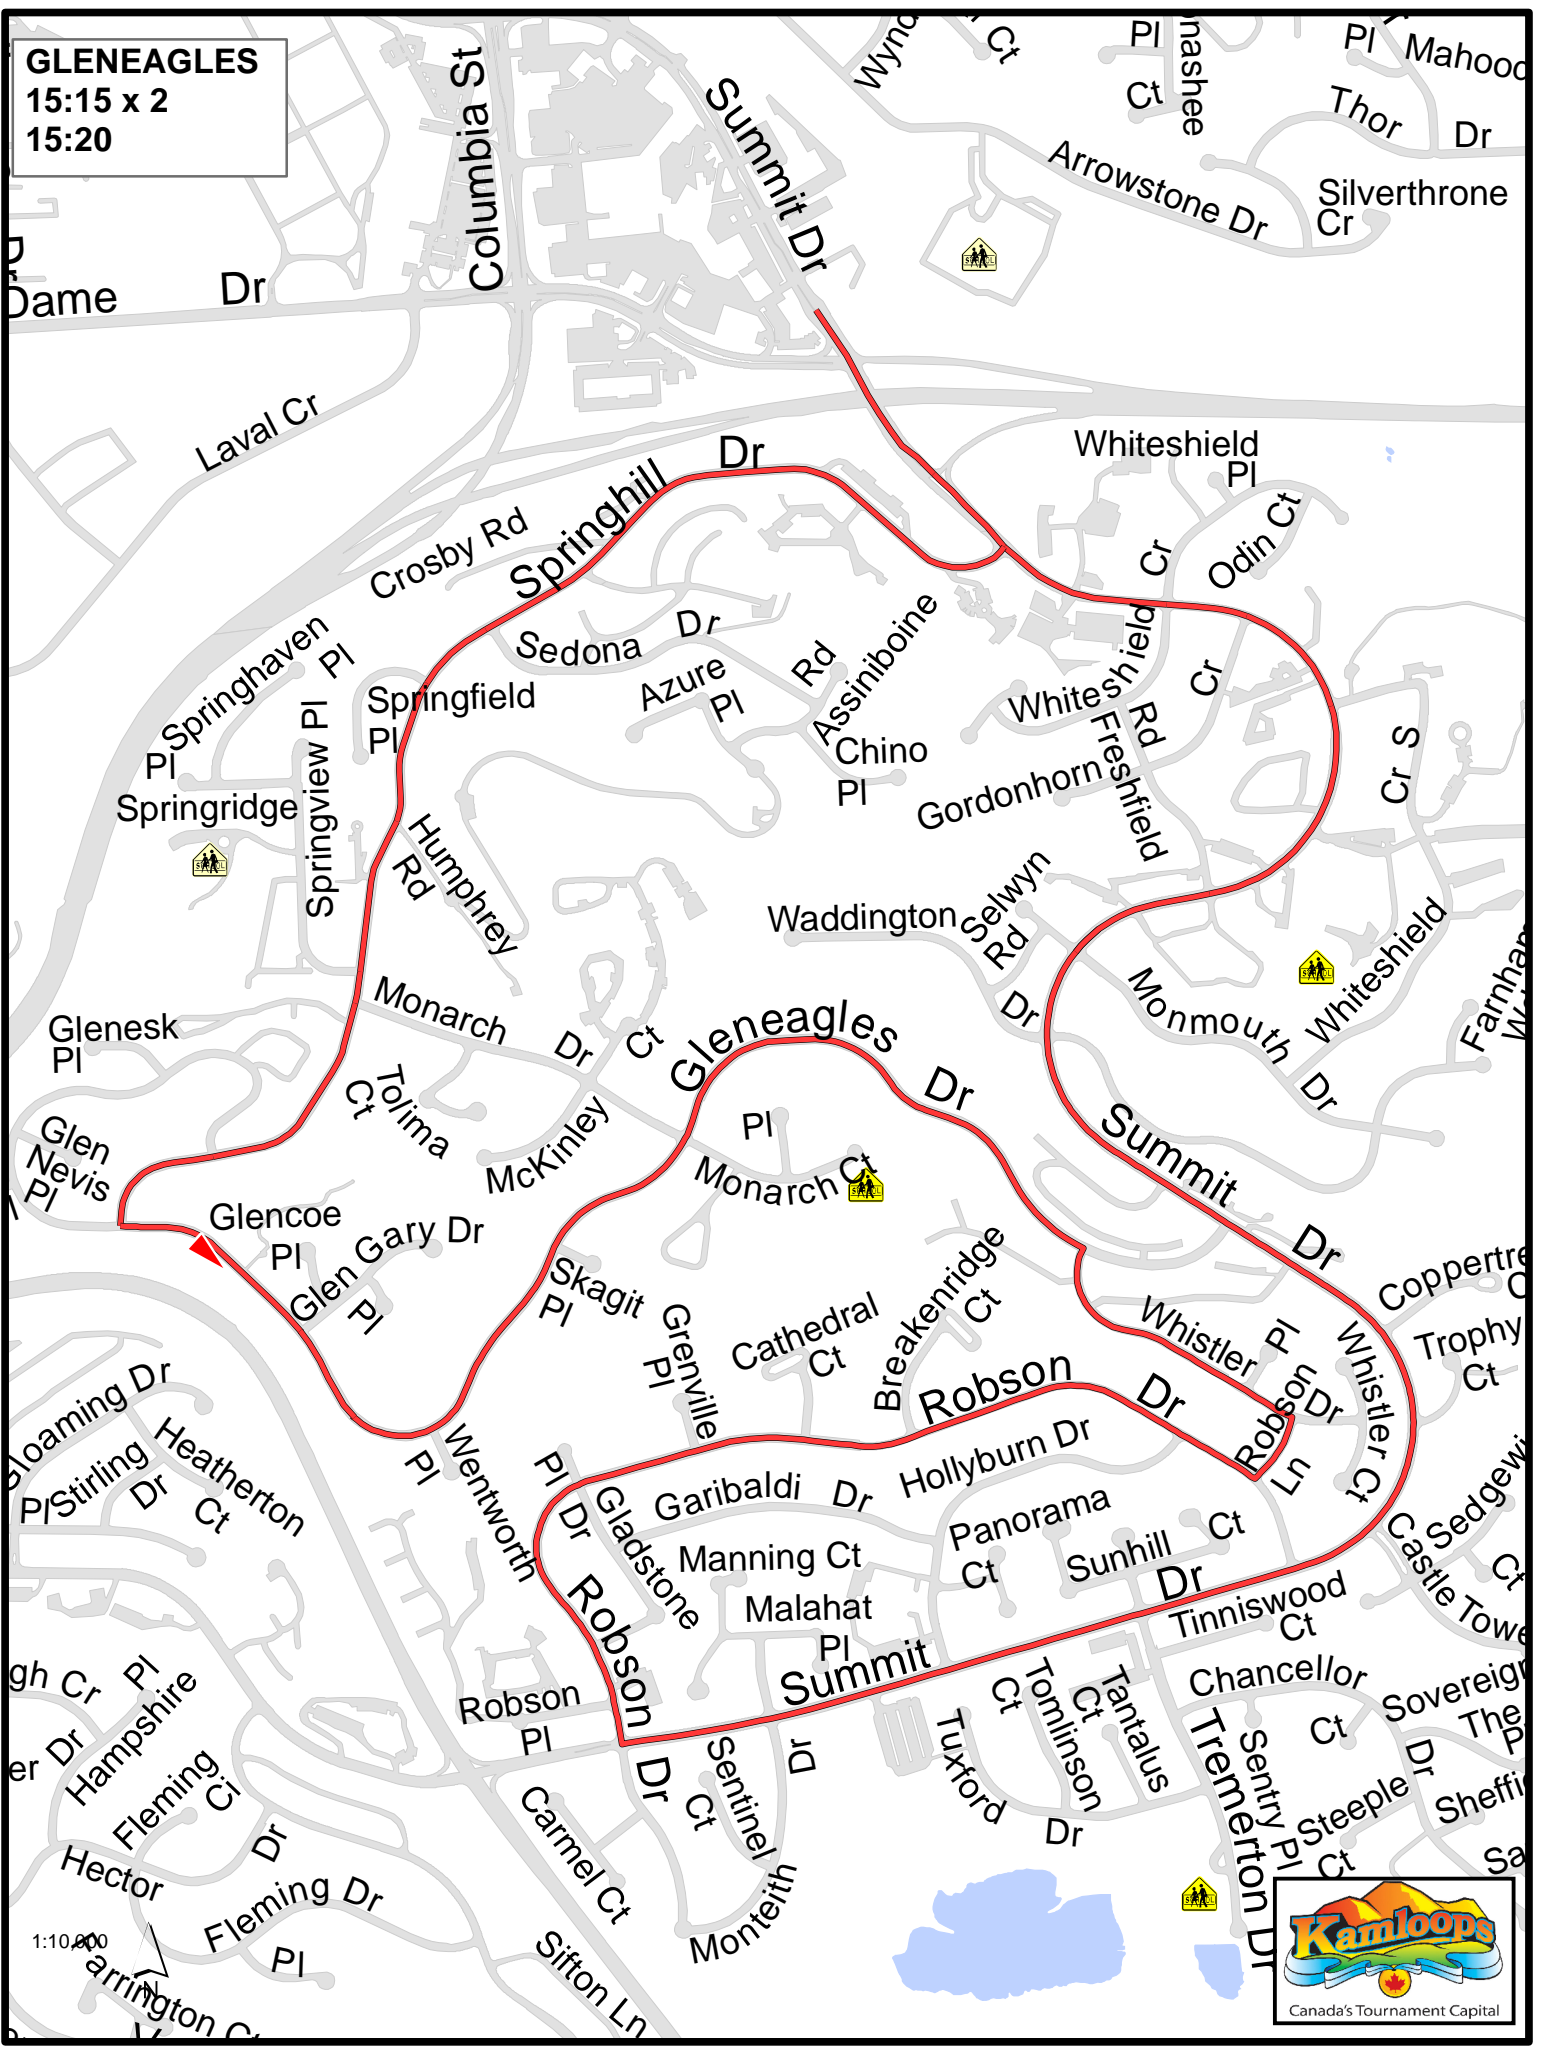 GLENEAGLES
15:15 x 2
15:20
Columbia St
Summit Dr
Ct
Pl
Ct
Pl
Mahood
Thor Dr
Arrowstone Dr
Silverthrone
Cr
Dame Dr
Laval Cr
Crosby Rd
Springhill Dr
Whiteshield
Pl
Odin Ct
Cr
Springhaven
Pl
Springfield
Pl
Sedona Dr
Azure
Pl
Rd
Assiniboine
Chino
Pl
Whiteshield
Rd
Cr
Freshfield
Gordonhorn
Cr S
Pl
Springridge
Springview Pl
Humphrey
Rd
Waddington
Dr
Selwyn
Rd
Monmouth
Dr
Whiteshield
Glenesk
Pl
Monarch
Dr
Ct
Gleneagles
Dr
Tolima
Ct
McKinley
Pl
Monarch Ct
Glen
Nevis
Pl
Glencoe
Pl
Glen Gary Dr
Pl
Summit
Dr
Skagit
Pl
Grenville
Pl
Cathedral
Ct
Breakenridge
Ct
Whistler
Dr
Pl
Robson
Ln
Whistler Ct
Trophy
Ct
Robson Dr
Hollyburn Dr
Garibaldi Dr
Gloaming Dr
Stirling
Dr
Pl
Heatherton
Ct
Wentworth
Pl
Pl
Dr
Gladstone
Robson
Manning Ct
Malahat
Pl
Panorama
Ct
Sunhill
Ct
Summit
Dr
Tinniswood
Ct
Ct
Chancellor
Dr
Ct
Robson
Pl
Dr
Sentinel
Ct
Dr
Monteith
Tuxford
Dr
Tomlinson
Ct
Tantalus
Ct
Tremerton Dr
Sentry Pl
Steeple
Ct
Hampshire
Pl
Fleming
Hector
Dr
Fleming Dr
Pl
Carmel Ct
Sifton Ln
1:10,000
N
Kamloops
Canada's Tournament Capital